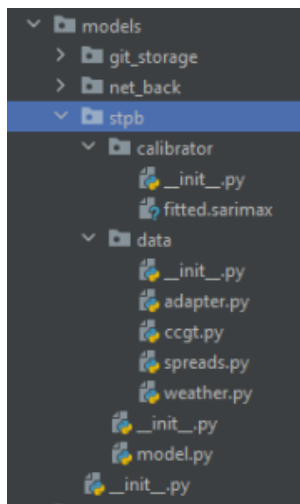 models
git_storage
net_back
stpb
calibrator
__init__.py
fitted.sarimax
data
__init__.py
adapter.py
ccgt.py
spreads.py
weather.py
__init__.py
model.py
__init__.py